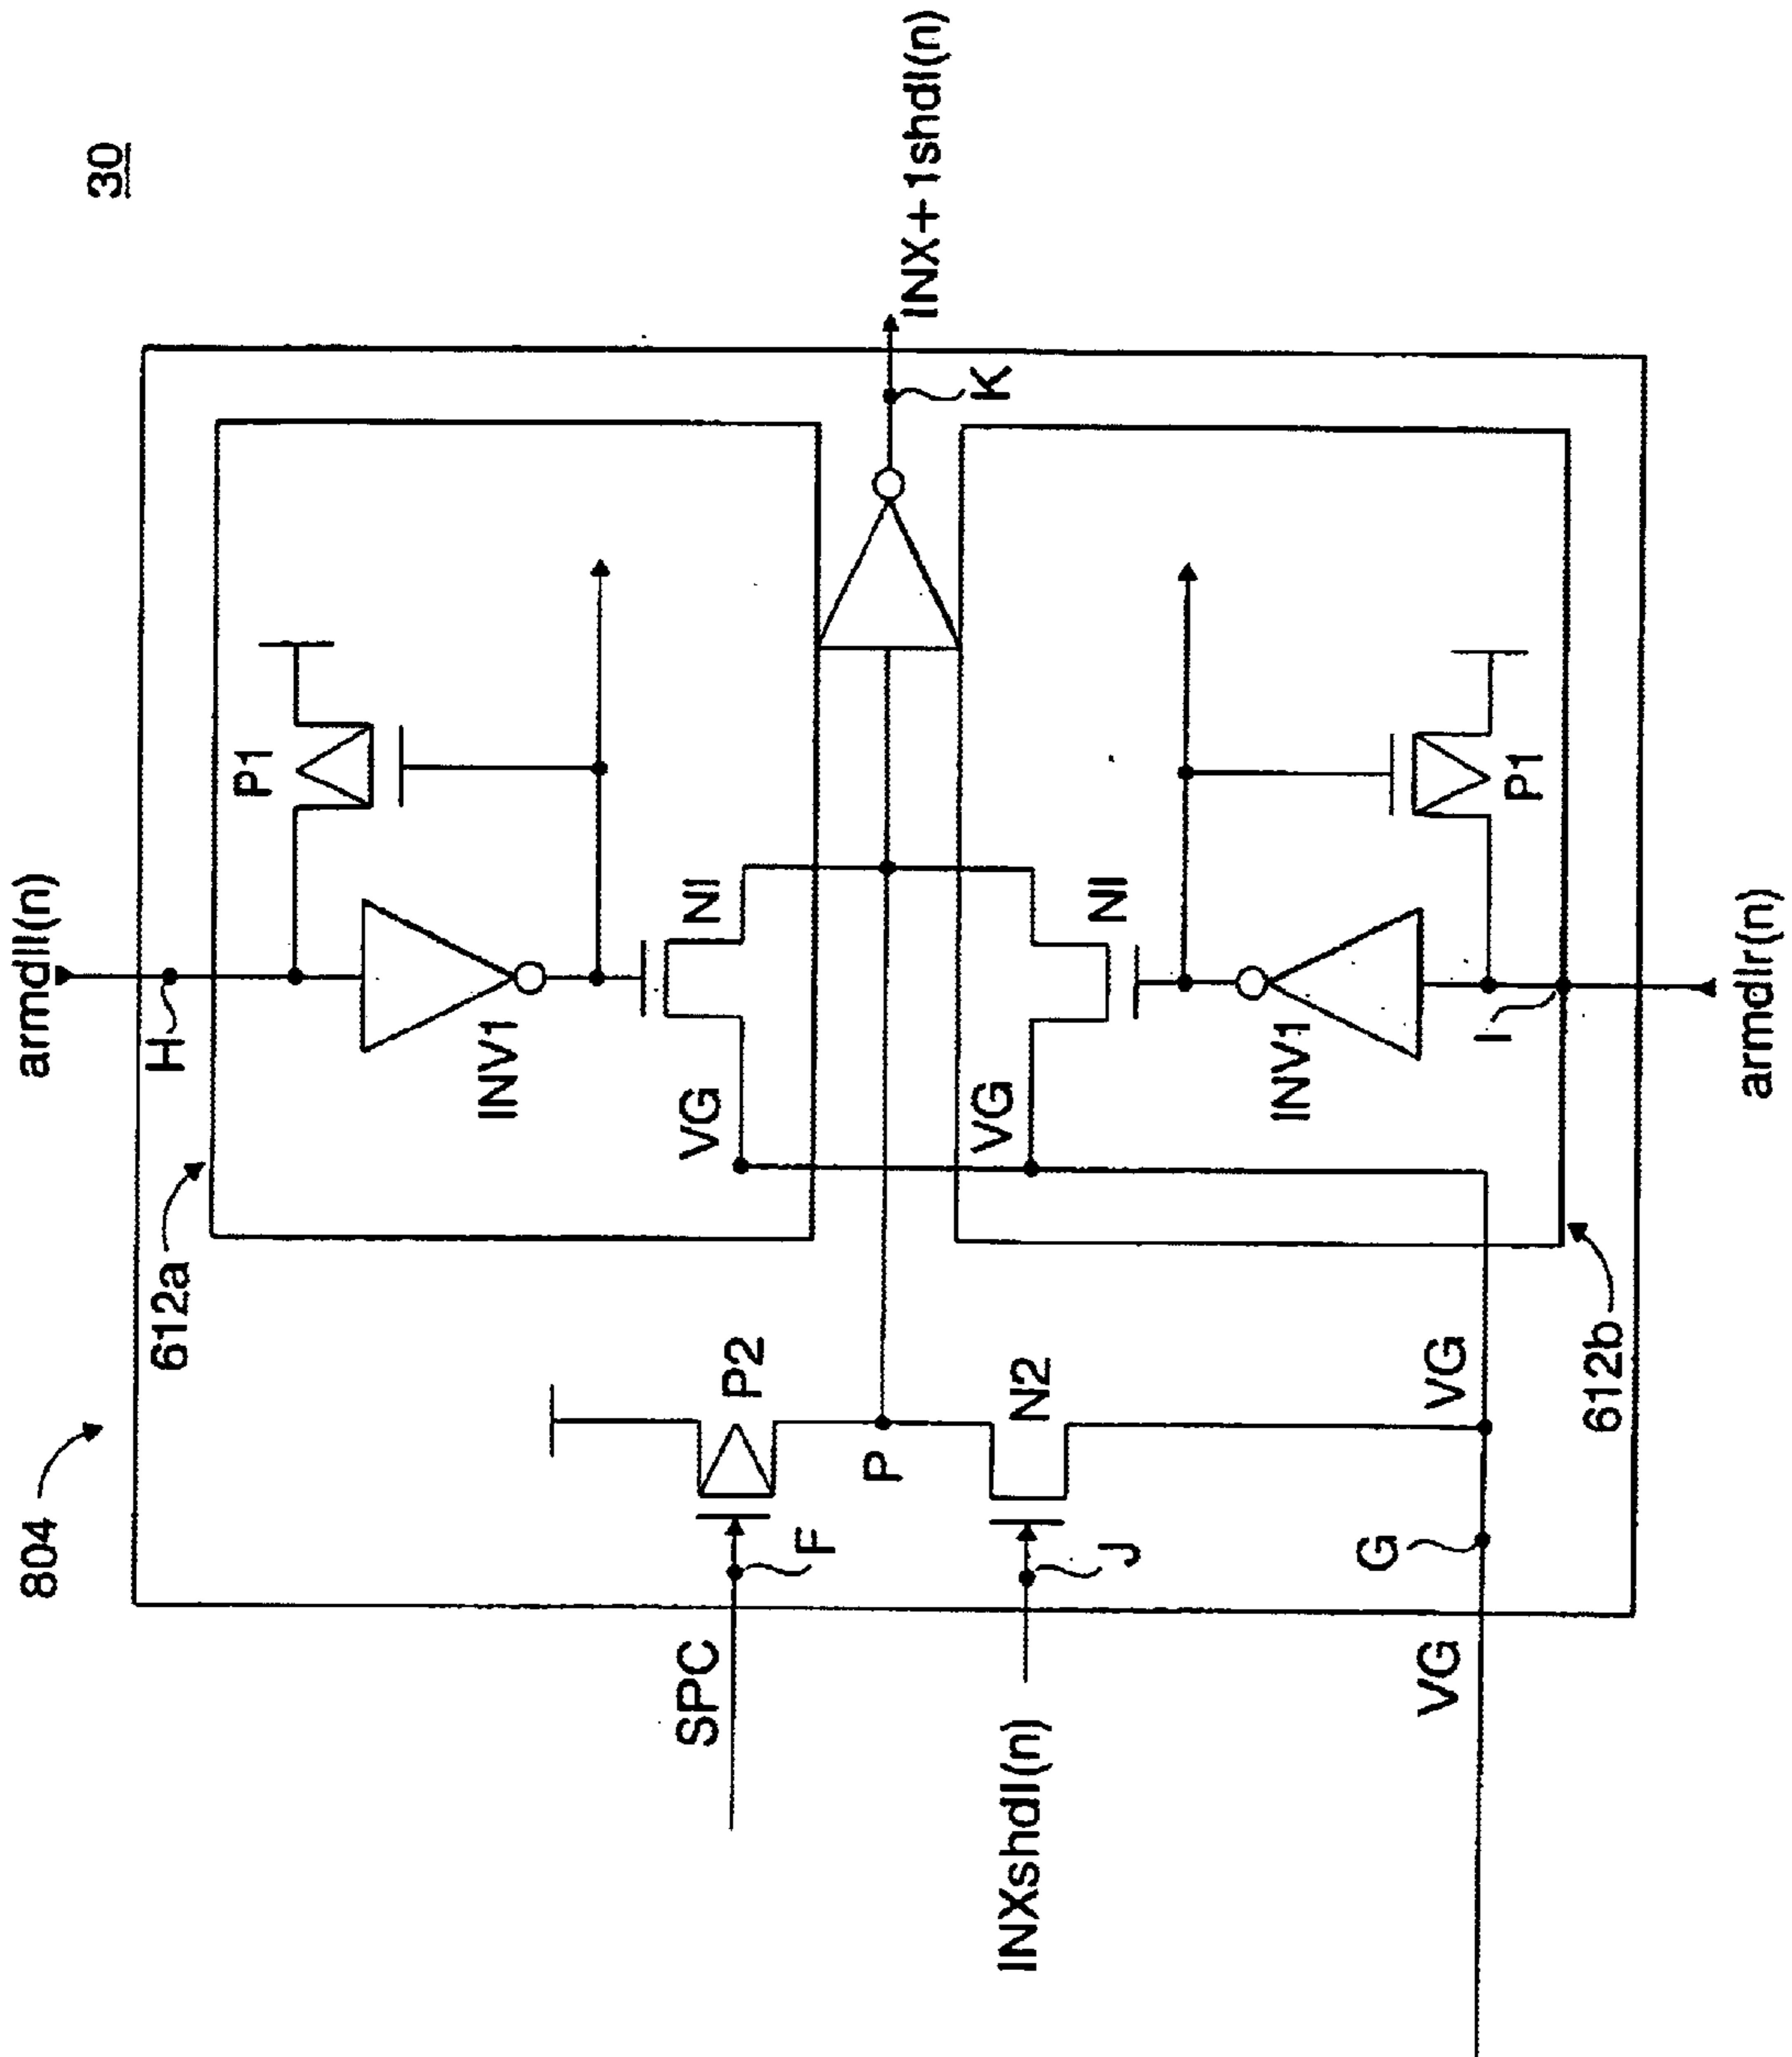 30
armdll(n)
H
P1
INV1
NI
VG
612a
804
SPC
F
P2
P
N2
J
INXshdl(n)
K
INX+1shdl(n)
VG
NI
INV1
P1
I
armdlr(n)
612b
VG
G
VG